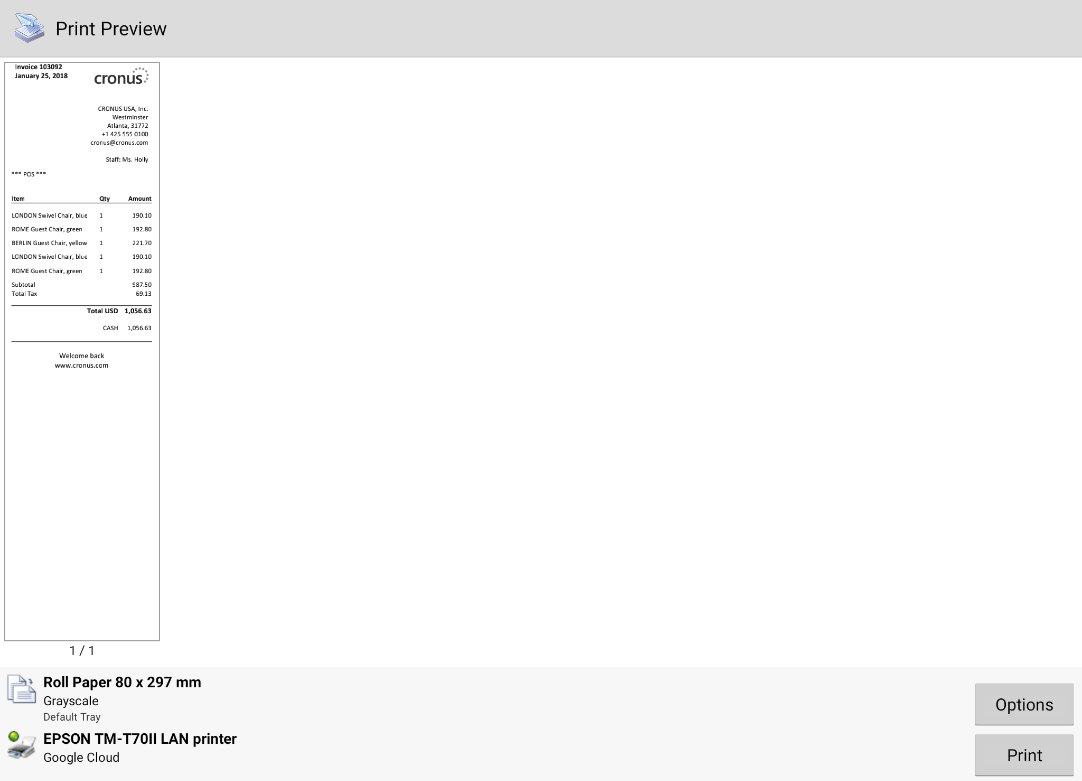 Print Preview
Invoice 103092
January 25, 2018
cronus
CRONUS USA, Inc.
Westminster
Atlanta, 31772
+1 425 555 0100
cronus@cronus.com
Staff: Ms. Holly
*** POS ***
Item Qty Amount
LONDON Swivel Chair, blue 1 190.10
ROME Guest Chair, green 1 192.80
BERLIN Guest Chair, yellow 1 221.70
LONDON Swivel Chair, blue 1 190.10
ROME Guest Chair, green 1 192.80
Subtotal 987.50
Total Tax 69.13
Total USD 1,056.63
CASH 1,056.63
Welcome back
www.cronus.com
1 / 1
Roll Paper 80 x 297 mm
Grayscale
Default Tray
Options
EPSON TM-T70II LAN printer
Google Cloud
Print